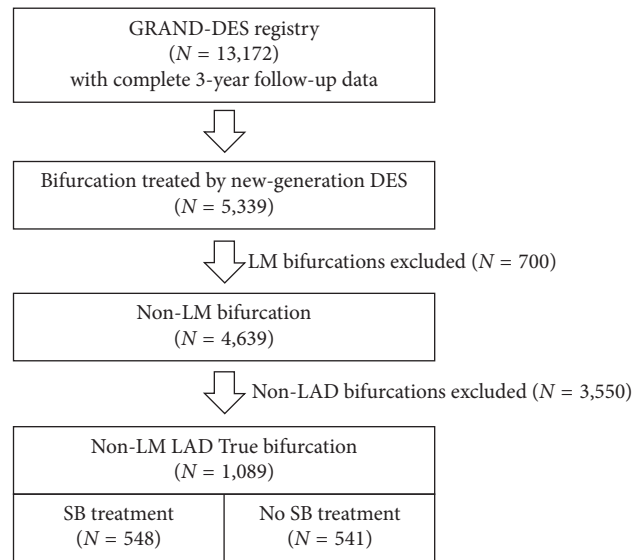 GRAND-DES registry
(N = 13,172)
with complete 3-year follow-up data
Bifurcation treated by new-generation DES
(N = 5,339)
LM bifurcations excluded (N = 700)
Non-LM bifurcation
(N = 4,639)
Non-LAD bifurcations excluded (N = 3,550)
Non-LM LAD True bifurcation
(N = 1,089)
SB treatment
(N = 548)
No SB treatment
(N = 541)